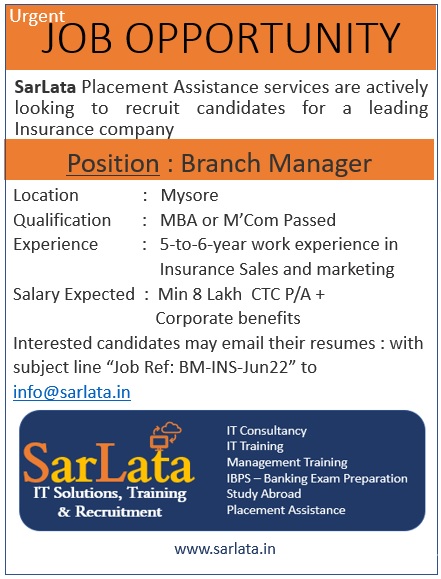 Urgent
JOB OPPORTUNITY
SarLata Placement Assistance services are actively
looking to recruit candidates for a leading
Insurance company
Position : Branch Manager
Location : Mysore
Qualification : MBA or M’Com Passed
Experience : 5-to-6-year work experience in
Insurance Sales and marketing
Salary Expected : Min 8 Lakh CTC P/A +
Corporate benefits
Interested candidates may email their resumes : with
subject line “Job Ref: BM-INS-Jun22” to
info@sarlata.in
SarLata
IT Solutions, Training
& Recruitment
IT Consultancy
IT Training
Management Training
IBPS – Banking Exam Preparation
Study Abroad
Placement Assistance
www.sarlata.in